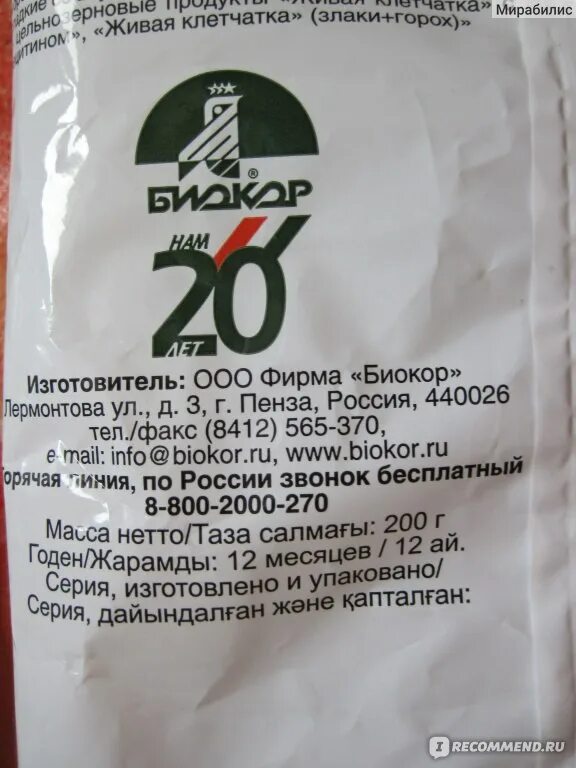 Мирабилис
цельнозерновые продукты «Живая клетчатка»
«Живая клетчатка» (злаки+горох)»
БИОКОР®
НАМ
20
ЛЕТ
Изготовитель: ООО Фирма «Биокор»
Лермонтова ул., д. 3, г. Пенза, Россия, 440026
тел./факс (8412) 565-370,
e-mail: info@biokor.ru, www.biokor.ru
Горячая линия, по России звонок бесплатный
8-800-2000-270
Масса нетто/Таза салмағы: 200 г
Годен/Жарамды: 12 месяцев / 12 ай.
Серия, изготовлено и упаковано/
Серия, дайындалған және қапталған:
IRECOMMEND.RU